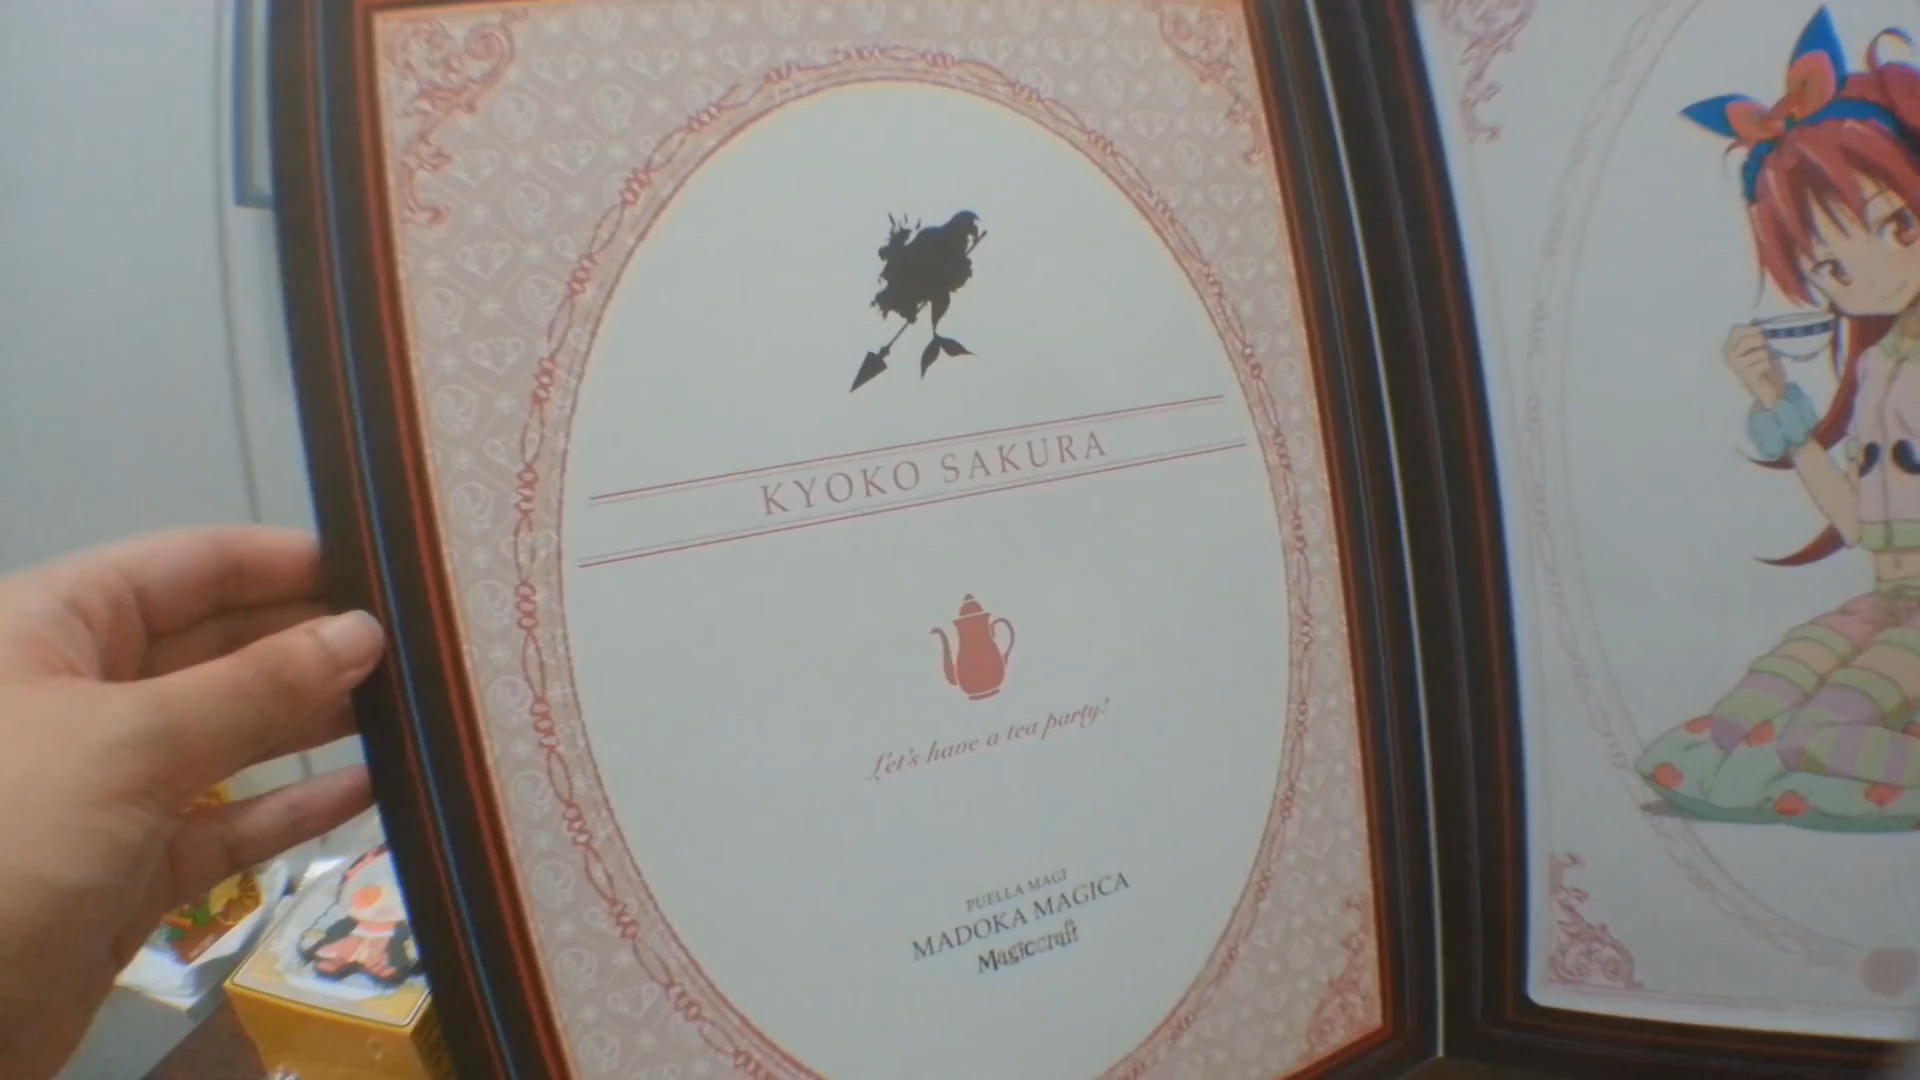 KYOKO SAKURA
Let's have a tea party!
PUELLA MAGI
MADOKA MAGICA
Magiccraft